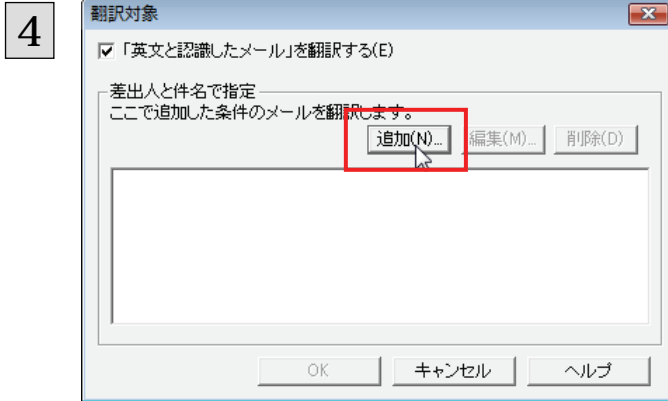 4
翻訳対象
「英文と認識したメール」を翻訳する(E)
差出人と件名で指定
ここで追加した条件のメールを翻訳します。
追加(N)... 編集(M)... 削除(D)
OK キャンセル ヘルプ